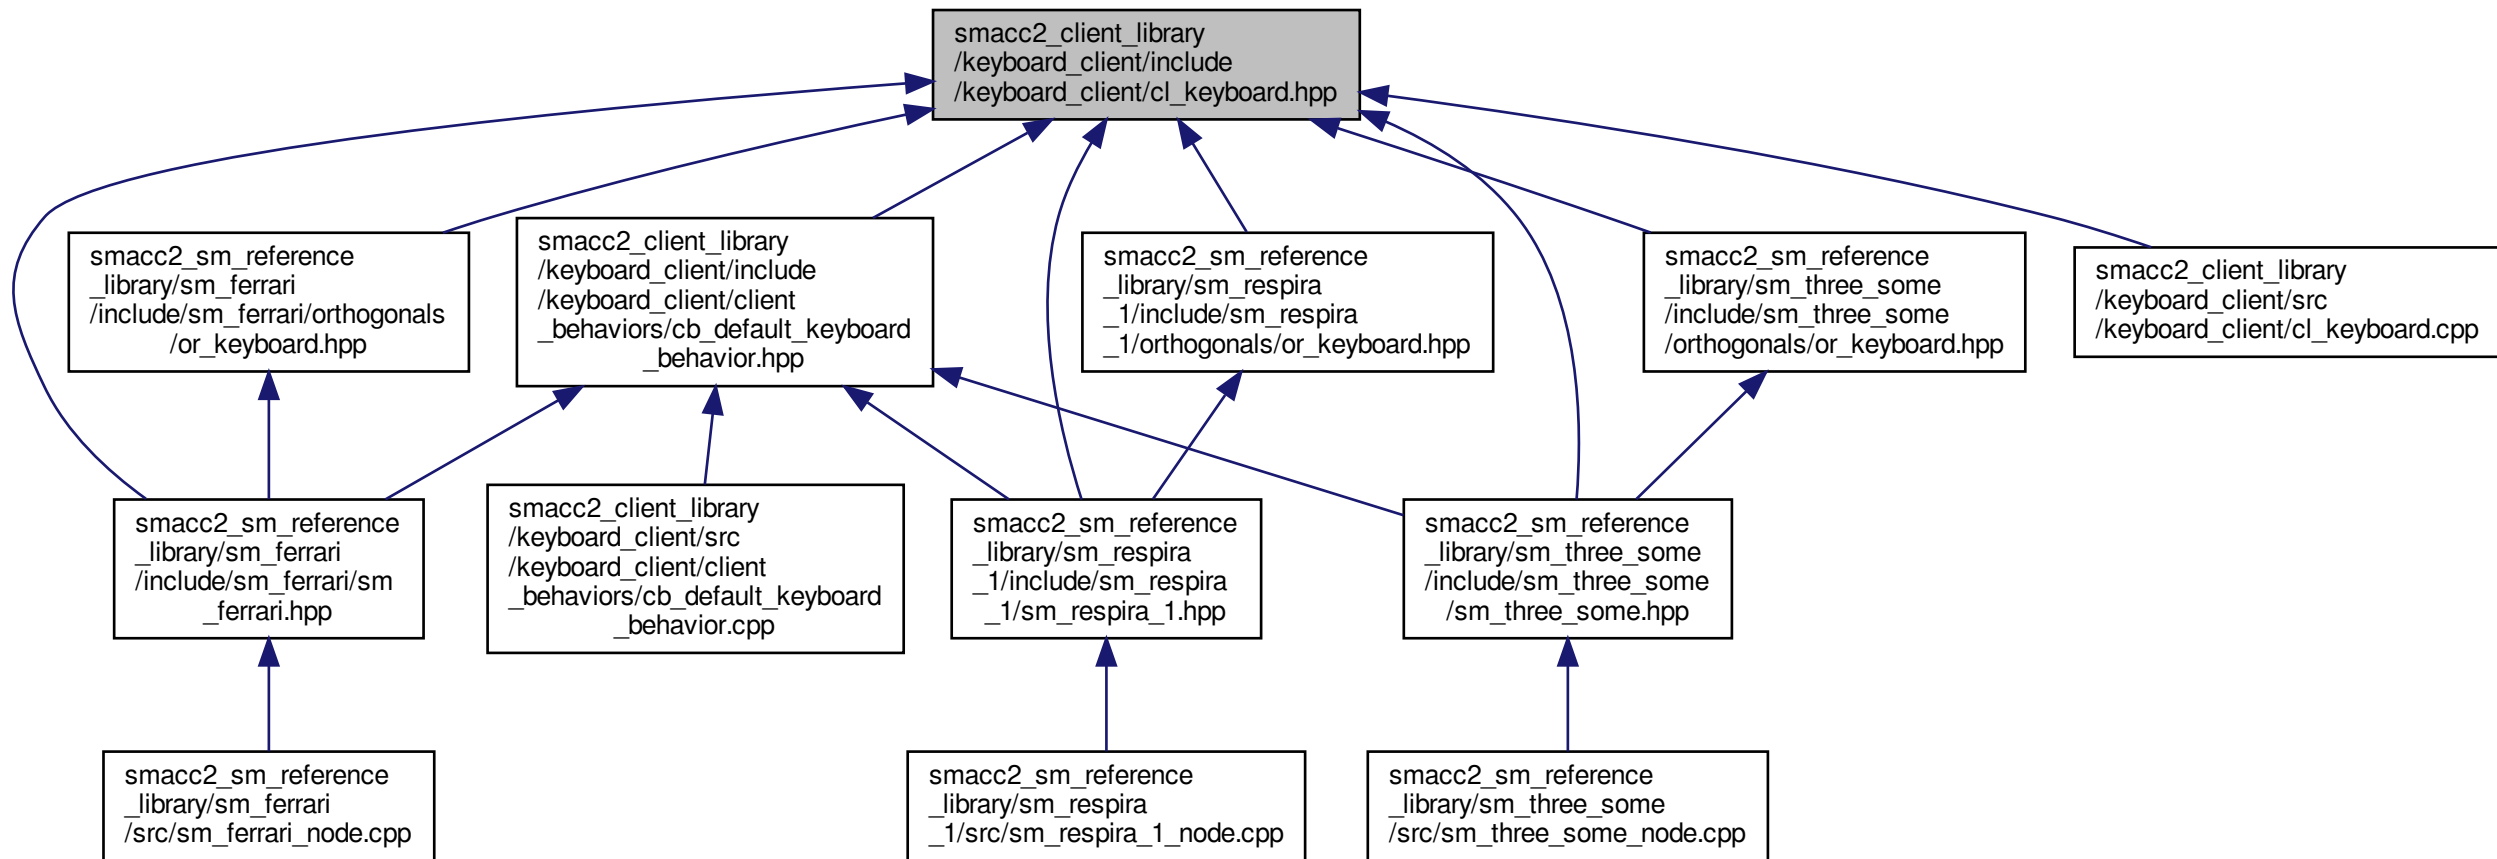 smacc2_client_library
/keyboard_client/include
/keyboard_client/cl_keyboard.hpp
smacc2_sm_reference
_library/sm_ferrari
/include/sm_ferrari/orthogonals
/or_keyboard.hpp
smacc2_client_library
/keyboard_client/include
/keyboard_client/client
_behaviors/cb_default_keyboard
_behavior.hpp
smacc2_sm_reference
_library/sm_respira
_1/include/sm_respira
_1/orthogonals/or_keyboard.hpp
smacc2_sm_reference
_library/sm_three_some
/include/sm_three_some
/orthogonals/or_keyboard.hpp
smacc2_client_library
/keyboard_client/src
/keyboard_client/cl_keyboard.cpp
smacc2_sm_reference
_library/sm_ferrari
/include/sm_ferrari/sm
_ferrari.hpp
smacc2_client_library
/keyboard_client/src
/keyboard_client/client
_behaviors/cb_default_keyboard
_behavior.cpp
smacc2_sm_reference
_library/sm_respira
_1/include/sm_respira
_1/sm_respira_1.hpp
smacc2_sm_reference
_library/sm_three_some
/include/sm_three_some
/sm_three_some.hpp
smacc2_sm_reference
_library/sm_ferrari
/src/sm_ferrari_node.cpp
smacc2_sm_reference
_library/sm_respira
_1/src/sm_respira_1_node.cpp
smacc2_sm_reference
_library/sm_three_some
/src/sm_three_some_node.cpp